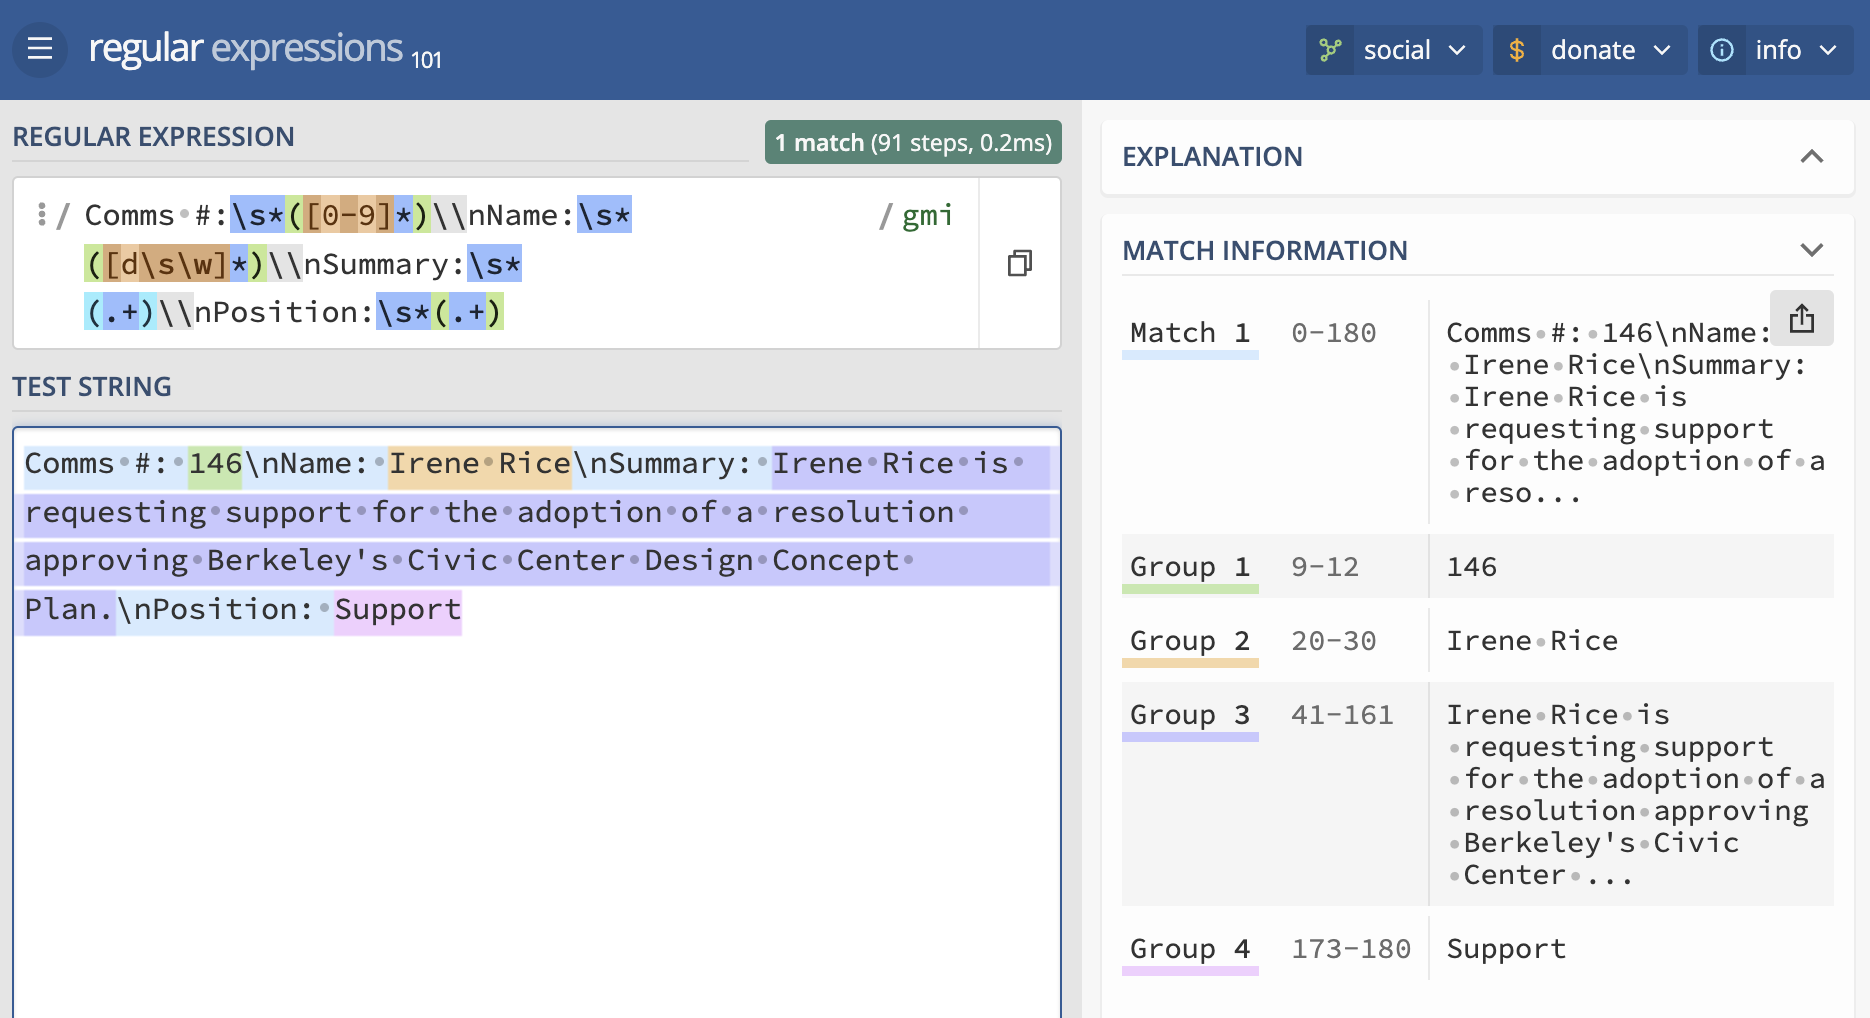 regular expressions 101
social
donate
info
REGULAR EXPRESSION
1 match (91 steps, 0.2ms)
/ Comms #:\s*([0-9]*)\\nName:\s*
([d\s\w]*)\\nSummary:\s*
(.+)\\nPosition:\s*(.+)
/ gmi
TEST STRING
Comms #: 146\nName: Irene Rice\nSummary: Irene Rice is
requesting support for the adoption of a resolution
approving Berkeley's Civic Center Design Concept
Plan.\nPosition: Support
EXPLANATION
MATCH INFORMATION
Match 1 0-180 Comms #: 146\nName:
Irene Rice\nSummary:
Irene Rice is
requesting support
for the adoption of a
reso...
Group 1 9-12 146
Group 2 20-30 Irene Rice
Group 3 41-161 Irene Rice is
requesting support
for the adoption of a
resolution approving
Berkeley's Civic
Center ...
Group 4 173-180 Support